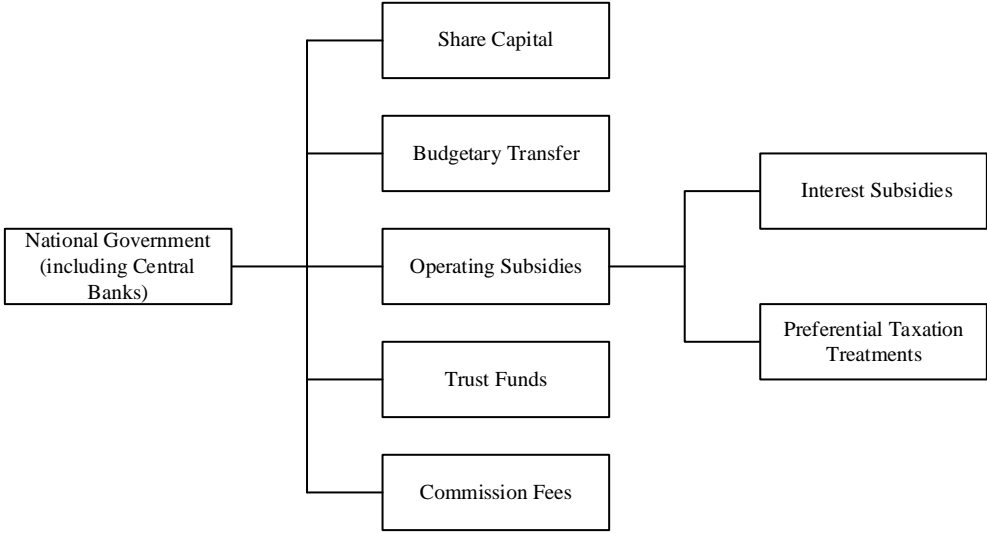 National Government
(including Central
Banks)
Share Capital
Budgetary Transfer
Operating Subsidies
Trust Funds
Commission Fees
Interest Subsidies
Preferential Taxation
Treatments